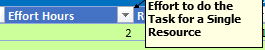 Effort Hours
R
Effort to do the
Task for a Single
Resource
2